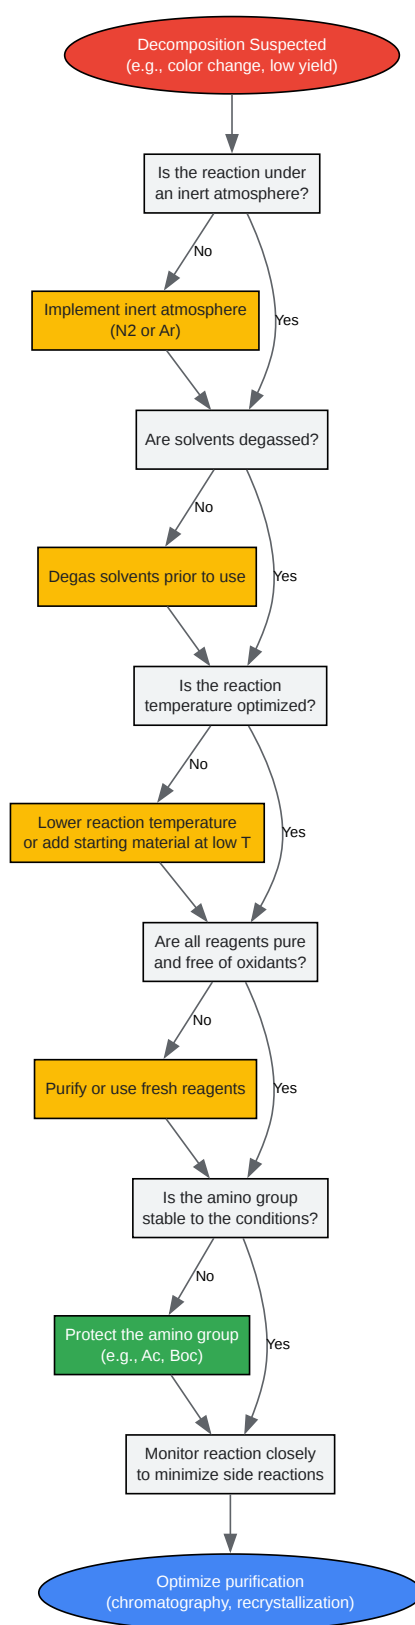 Decomposition Suspected
(e.g., color change, low yield)
Is the reaction under
an inert atmosphere?
No
Implement inert atmosphere
(N2 or Ar)
Yes
Are solvents degassed?
No
Degas solvents prior to use
Yes
Is the reaction
temperature optimized?
No
Lower reaction temperature
or add starting material at low T
Yes
Are all reagents pure
and free of oxidants?
No
Purify or use fresh reagents
Yes
Is the amino group
stable to the conditions?
No
Protect the amino group
(e.g., Ac, Boc)
Yes
Monitor reaction closely
to minimize side reactions
Optimize purification
(chromatography, recrystallization)